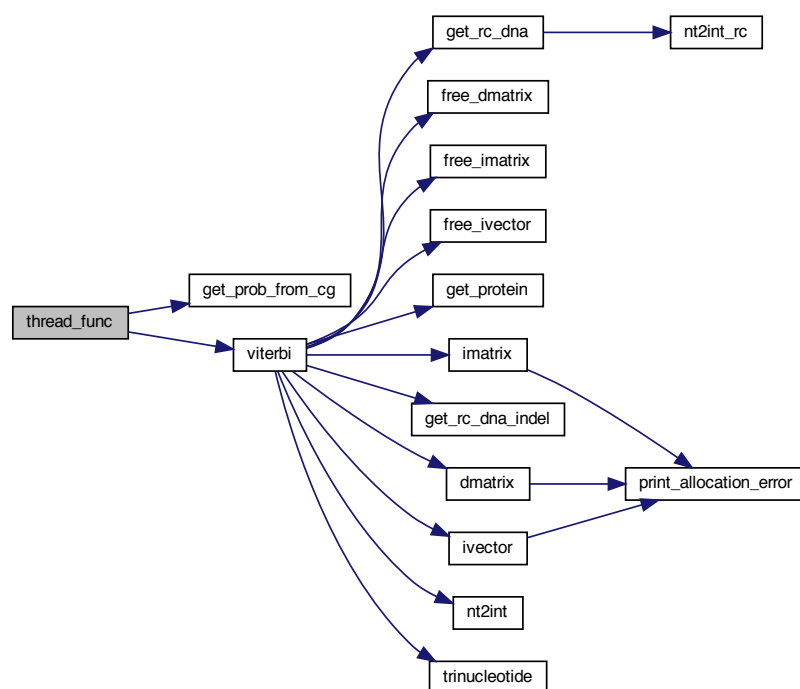 get_rc_dna
nt2int_rc
free_dmatrix
free_imatrix
free_ivector
get_prob_from_cg
get_protein
thread_func
viterbi
imatrix
get_rc_dna_indel
dmatrix
print_allocation_error
ivector
nt2int
trinucleotide